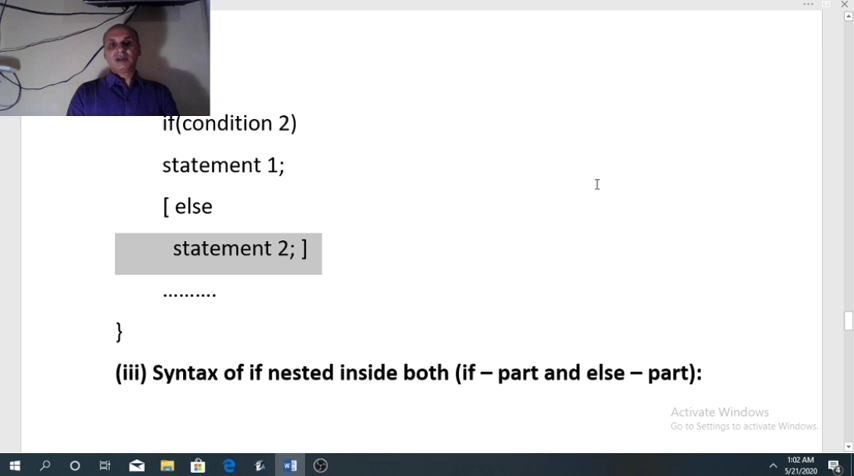 if(condition 2)
statement 1;
[ else
statement 2; ]
..........
}
(iii) Syntax of if nested inside both (if – part and else – part):
Activate Windows
Go to Settings to activate Windows.
1:02 AM
5/21/2020